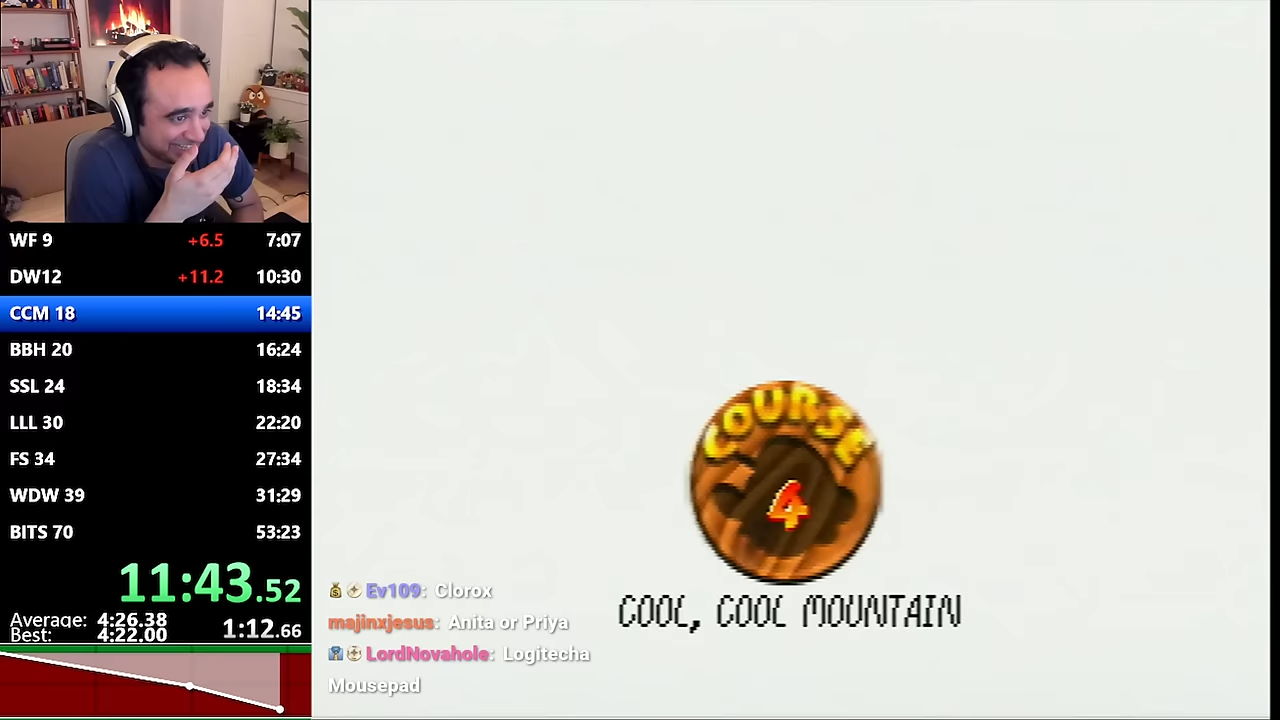 WF 9 +6.5 7:07
DW12 +11.2 10:30
CCM 18 14:45
BBH 20 16:24
SSL 24 18:34
LLL 30 22:20
FS 34 27:34
WDW 39 31:29
BITS 70 53:23
11:43.52
Average: 4:26.38
Best: 4:22.00
1:12.66
COURSE
4
COOL, COOL MOUNTAIN
Ev109: Clorox
majinxjesus: Anita or Priya
LordNovahole: Logitecha
Mousepad